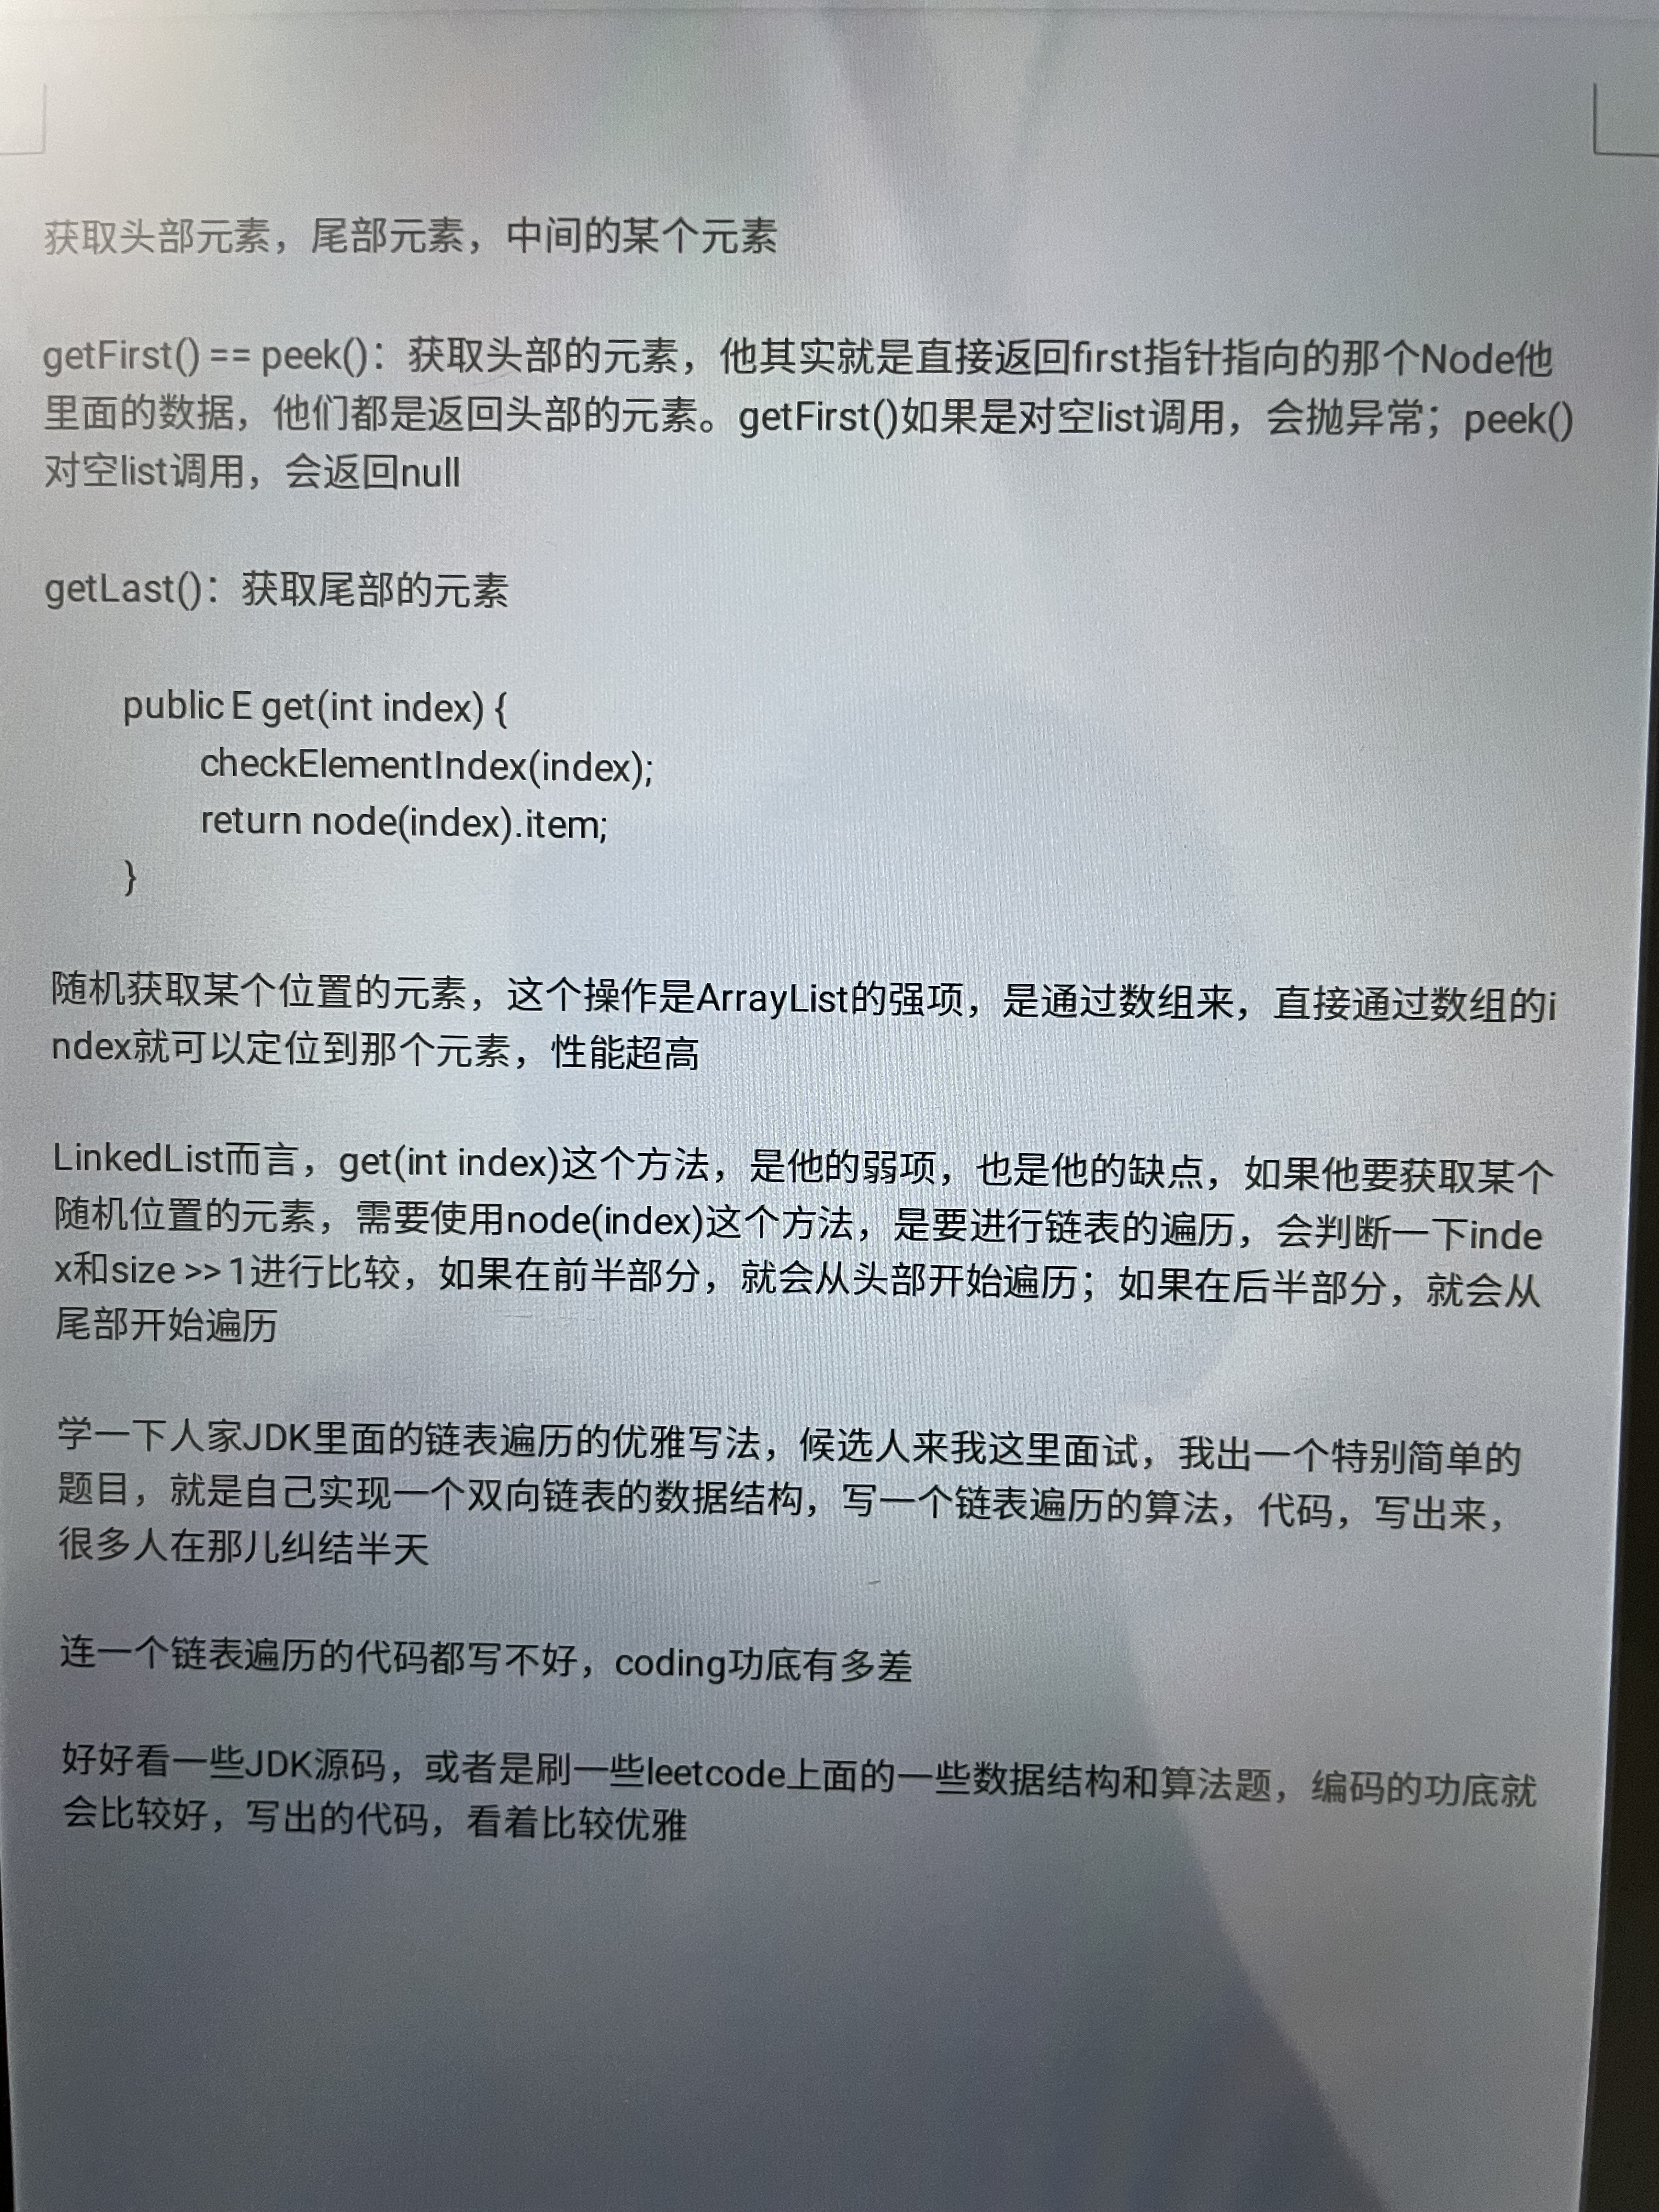 获取头部元素，尾部元素，中间的某个元素
getFirst() == peek()：获取头部的元素，他其实就是直接返回first指针指向的那个Node他
里面的数据，他们都是返回头部的元素。getFirst()如果是对空list调用，会抛异常；peek()
对空list调用，会返回null
getLast()：获取尾部的元素
public E get(int index) {
checkElementIndex(index);
return node(index).item;
}
随机获取某个位置的元素，这个操作是ArrayList的强项，是通过数组来，直接通过数组的i
ndex就可以定位到那个元素，性能超高
LinkedList而言，get(int index)这个方法，是他的弱项，也是他的缺点，如果他要获取某个
随机位置的元素，需要使用node(index)这个方法，是要进行链表的遍历，会判断一下inde
x和size >> 1进行比较，如果在前半部分，就会从头部开始遍历；如果在后半部分，就会从
尾部开始遍历
学一下人家JDK里面的链表遍历的优雅写法，候选人来我这里面试，我出一个特别简单的
题目，就是自己实现一个双向链表的数据结构，写一个链表遍历的算法，代码，写出来，
很多人在那儿纠结半天
连一个链表遍历的代码都写不好，coding功底有多差
好好看一些JDK源码，或者是刷一些leetcode上面的一些数据结构和算法题，编码的功底就
会比较好，写出的代码，看着比较优雅